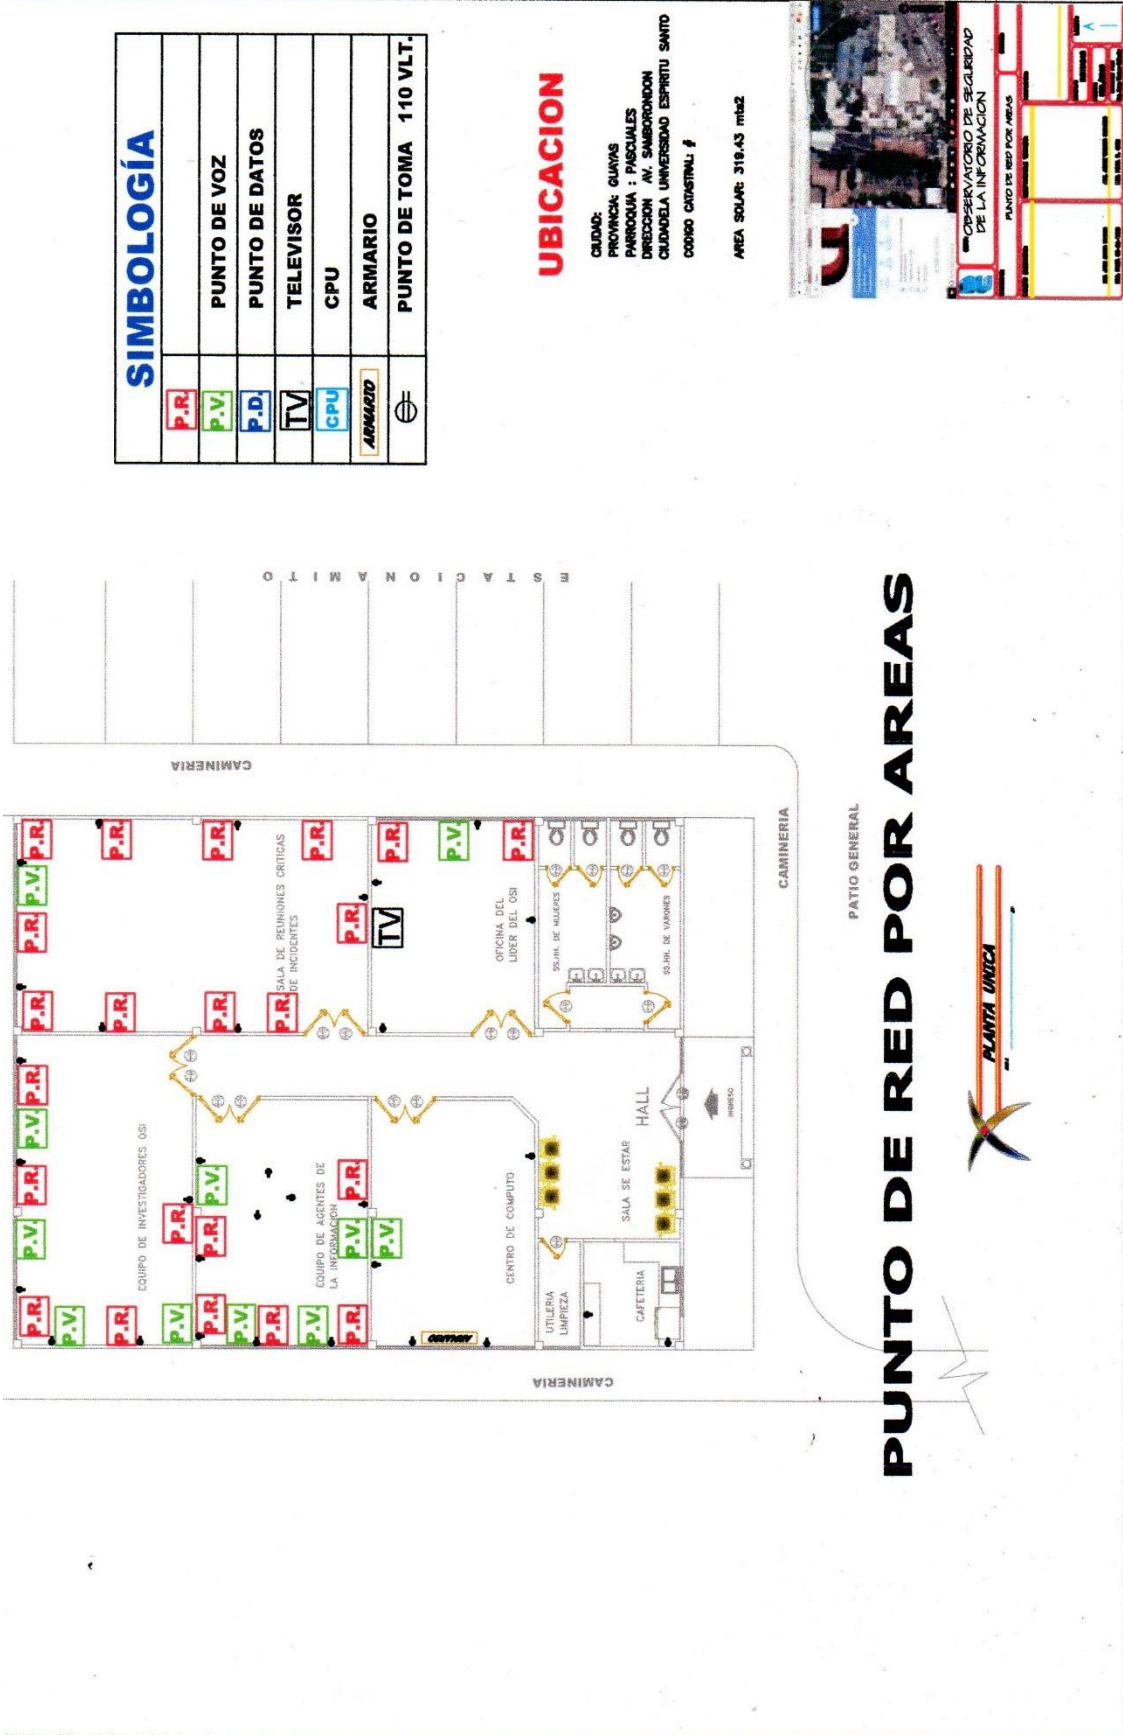 SIMBOLOGÍA
P.R.
P.V. PUNTO DE VOZ
P.D. PUNTO DE DATOS
TV TELEVISOR
CPU CPU
ARMARIO ARMARIO
PUNTO DE TOMA 110 VLT.
UBICACION
CIUDAD:
PROVINCIA: GUAYAS
PARROQUIA : PASCUALES
DIRECCION AV. SAMBORONDON
CIUDADELA UNIVERSIDAD ESPIRITU SANTO
CODIGO CATASTRAL: #
AREA SOLAR: 319.43 mts2
OBSERVATORIO DE SEGURIDAD
DE LA INFORMACION
PUNTO DE RED POR AREAS
ESTACIONAMITO
CAMINERIA
P.R. P.V. P.R. P.R.
P.R. P.R.
P.R. P.R.
P.R. P.R.
P.R.
SALA DE REUNIONES CRITICAS
DE INCIDENTES
P.R. P.V. P.R.
TV
OFICINA DEL
LIDER DEL OSI
SS.HH. DE MUJERES
SS.HH. DE VARONES
P.R. P.V. P.R. P.V. P.R.
P.V. P.R. P.V.
P.R.
EQUIPO DE INVESTIGADORES OSI
P.V. P.R. P.R.
P.V. P.R. P.V. P.R.
P.R. P.V.
EQUIPO DE AGENTES DE
LA INFORMACION
P.V.
CENTRO DE COMPUTO
ARMARIO
HALL
SALA SE ESTAR
INGRESO
UTILERIA
LIMPIEZA
CAFETERIA
CAMINERIA
CAMINERIA
PATIO GENERAL
PUNTO DE RED POR AREAS
PLANTA UNICA